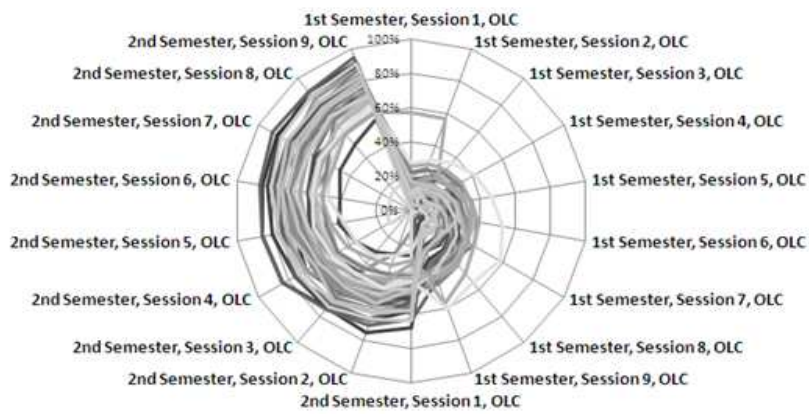 1st Semester, Session 1, OLC
1st Semester, Session 2, OLC
1st Semester, Session 3, OLC
1st Semester, Session 4, OLC
1st Semester, Session 5, OLC
1st Semester, Session 6, OLC
1st Semester, Session 7, OLC
1st Semester, Session 8, OLC
1st Semester, Session 9, OLC
2nd Semester, Session 1, OLC
2nd Semester, Session 2, OLC
2nd Semester, Session 3, OLC
2nd Semester, Session 4, OLC
2nd Semester, Session 5, OLC
2nd Semester, Session 6, OLC
2nd Semester, Session 7, OLC
2nd Semester, Session 8, OLC
2nd Semester, Session 9, OLC
100%
80%
60%
40%
20%
0%